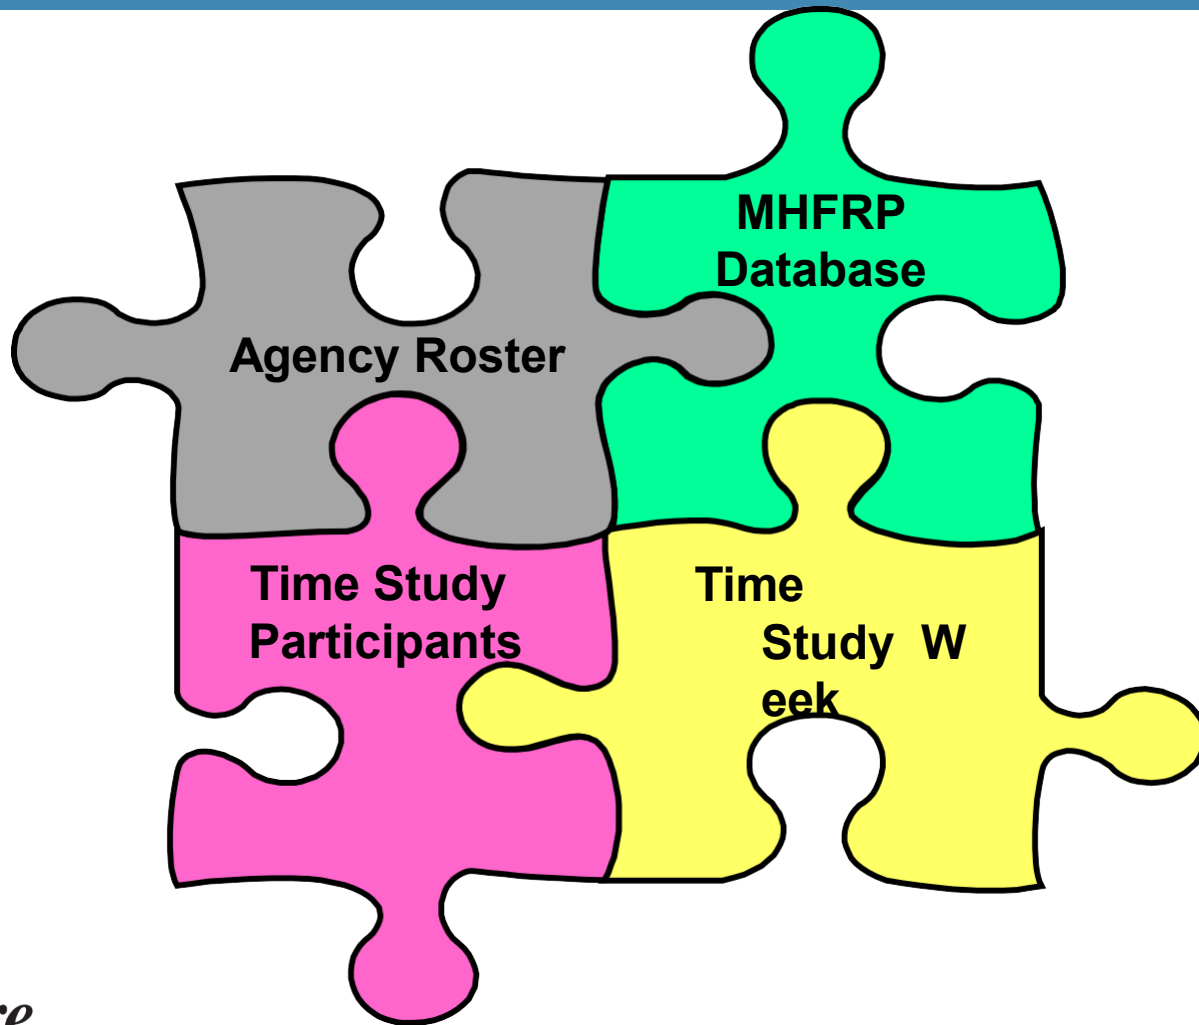 MHFRP
Database
Agency Roster
Time Study
Participants
Time
Study W
eek